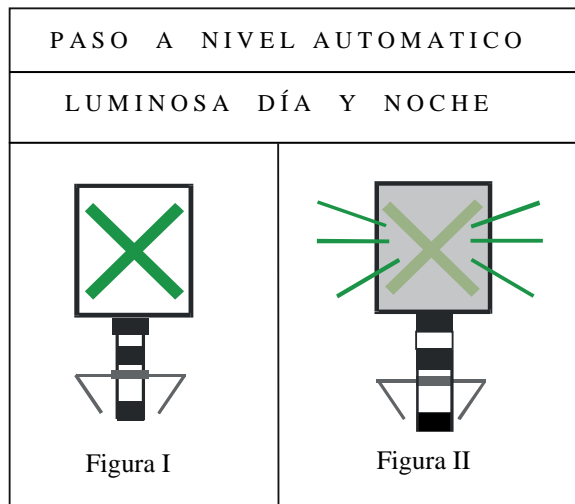 PASO A NIVEL AUTOMATICO
LUMINOSA DÍA Y NOCHE
Figura I
Figura II